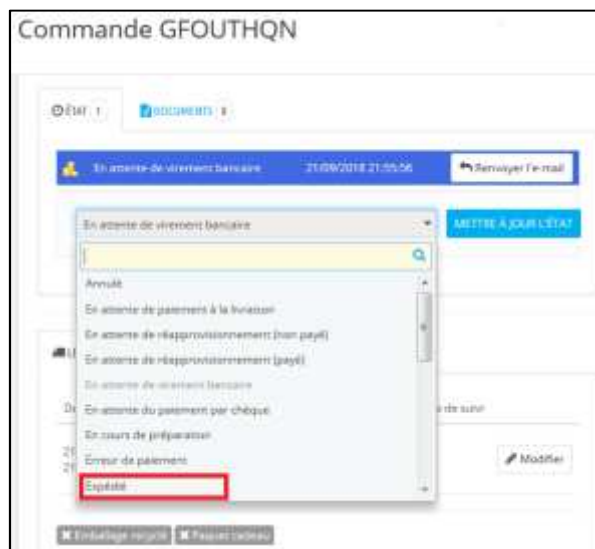 Commande GFOUTHQN
ÉTAT 1
DOCUMENTS
En attente de virement bancaire 21/09/2018 21:55:56 Renvoyer l'e-mail
En attente de virement bancaire METTRE À JOUR L'ÉTAT
Annulé
En attente de paiement à la livraison
En attente de réapprovisionnement (non payé)
En attente de réapprovisionnement (payé)
En attente de virement bancaire
En attente du paiement par chèque
de suivi
En cours de préparation
Erreur de paiement
Modifier
Expédié
Emballage recyclé Paquet cadeau